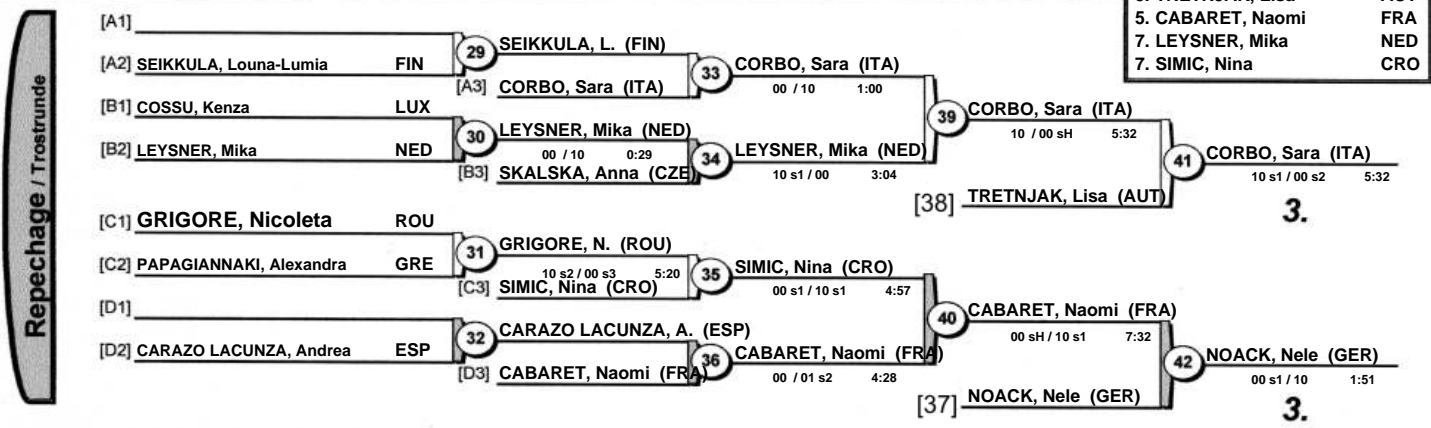 5. CABARET, Naomi FRA
7. LEYSNER, Mika NED
7. SIMIC, Nina CRO
Repechage / Trostrunde
[A1]
[A2] SEIKKULA, Louna-Lumia FIN
29
SEIKKULA, L. (FIN)
[A3] CORBO, Sara (ITA)
33
CORBO, Sara (ITA)
00 / 10 1:00
[B1] COSSU, Kenza LUX
[B2] LEYSNER, Mika NED
30
LEYSNER, Mika (NED)
00 / 10 0:29
[B3] SKALSKA, Anna (CZE)
34
LEYSNER, Mika (NED)
10 s1 / 00 3:04
39
CORBO, Sara (ITA)
10 / 00 sH 5:32
[38] TRETNJAK, Lisa (AUT)
41
CORBO, Sara (ITA)
10 s1 / 00 s2 5:32
3.
[C1] GRIGORE, Nicoleta ROU
[C2] PAPAGIANNAKI, Alexandra GRE
31
GRIGORE, N. (ROU)
10 s2 / 00 s3 5:20
[C3] SIMIC, Nina (CRO)
35
SIMIC, Nina (CRO)
00 s1 / 10 s1 4:57
[D1]
[D2] CARAZO LACUNZA, Andrea ESP
32
CARAZO LACUNZA, A. (ESP)
[D3] CABARET, Naomi (FRA)
36
CABARET, Naomi (FRA)
00 / 01 s2 4:28
40
CABARET, Naomi (FRA)
00 sH / 10 s1 7:32
[37] NOACK, Nele (GER)
42
NOACK, Nele (GER)
00 s1 / 10 1:51
3.